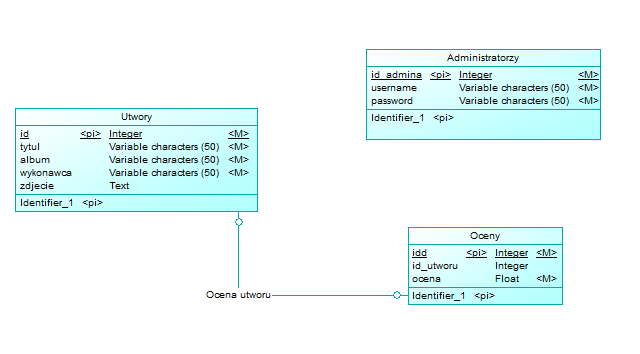 Administratorzy
id_admina <pi> Integer <M>
username Variable characters (50) <M>
password Variable characters (50) <M>
Identifier_1 <pi>
Utwory
id <pi> Integer <M>
tytul Variable characters (50) <M>
album Variable characters (50) <M>
wykonawca Variable characters (50) <M>
zdjecie Text
Identifier_1 <pi>
Oceny
idd <pi> Integer <M>
id_utworu Integer
ocena Float <M>
Identifier_1 <pi>
Ocena utworu